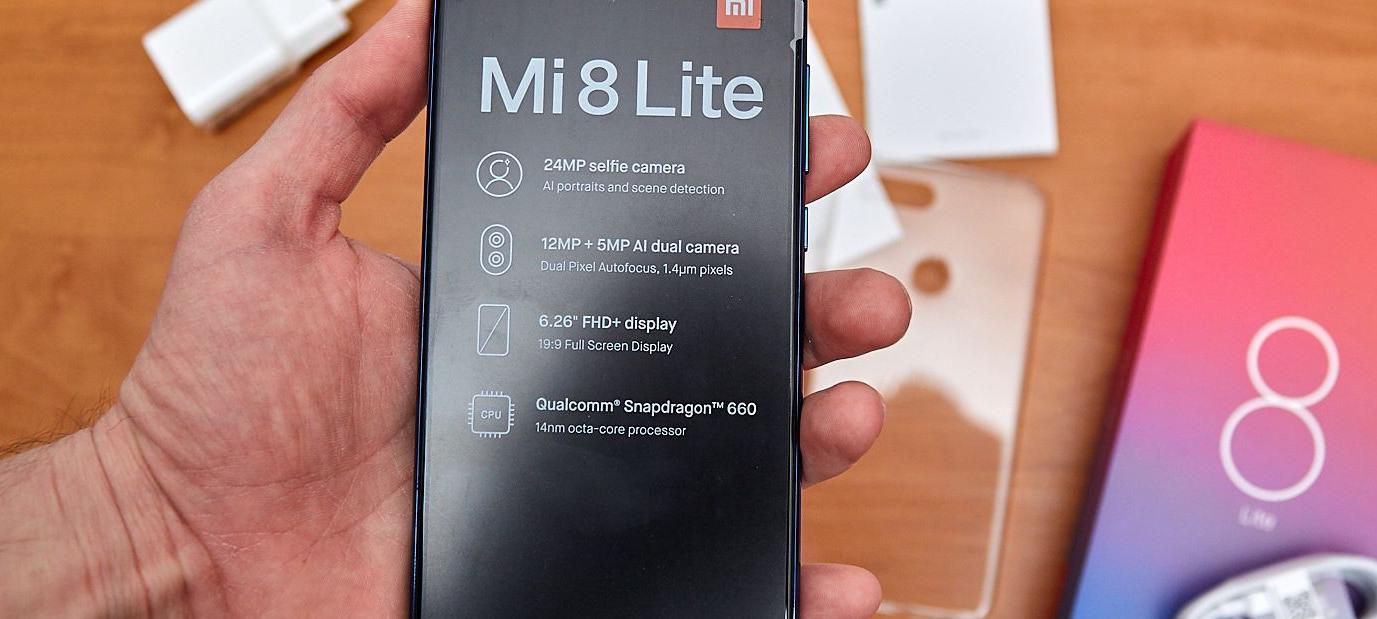 Mi 8 Lite
24MP selfie camera
AI portraits and scene detection
12MP + 5MP AI dual camera
Dual Pixel Autofocus, 1.4µm pixels
6.26" FHD+ display
19:9 Full Screen Display
CPU
Qualcomm® Snapdragon™ 660
14nm octa-core processor
8
Lite